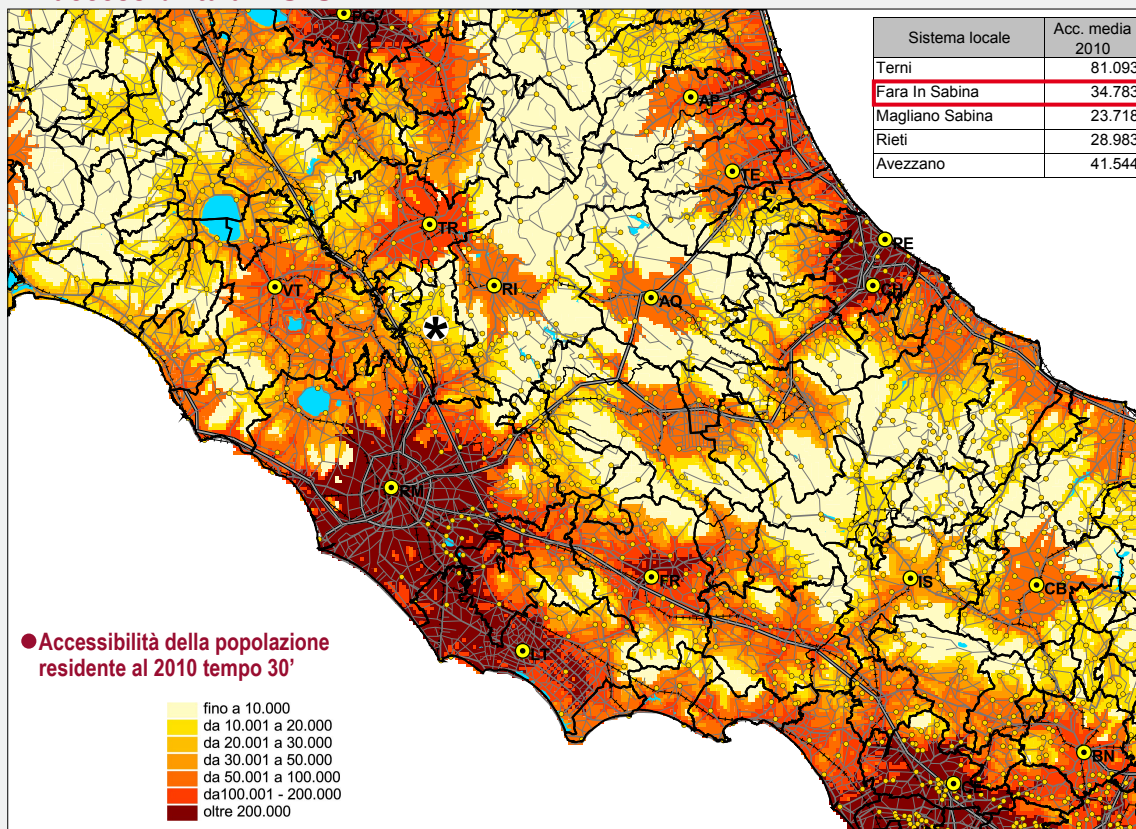 Sistema locale Acc. media 2010
Terni 81.093
Fara In Sabina 34.783
Magliano Sabina 23.718
Rieti 28.983
Avezzano 41.544
AP
TE
TR
PE
VT
RI
CH
AQ
*
RM
FR
IS
CB
LT
BN
CE
●Accessibilità della popolazione
residente al 2010 tempo 30’
fino a 10.000
da 10.001 a 20.000
da 20.001 a 30.000
da 30.001 a 50.000
da 50.001 a 100.000
da100.001 - 200.000
oltre 200.000